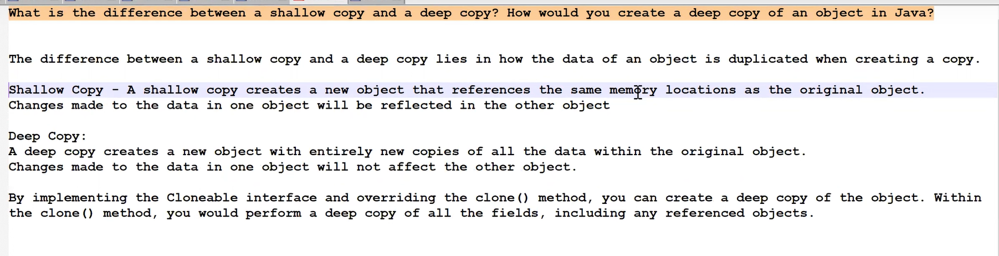 What is the difference between a shallow copy and a deep copy? How would you create a deep copy of an object in Java?
The difference between a shallow copy and a deep copy lies in how the data of an object is duplicated when creating a copy.
Shallow Copy - A shallow copy creates a new object that references the same memory locations as the original object.
Changes made to the data in one object will be reflected in the other object
Deep Copy:
A deep copy creates a new object with entirely new copies of all the data within the original object.
Changes made to the data in one object will not affect the other object.
By implementing the Cloneable interface and overriding the clone() method, you can create a deep copy of the object. Within
the clone() method, you would perform a deep copy of all the fields, including any referenced objects.